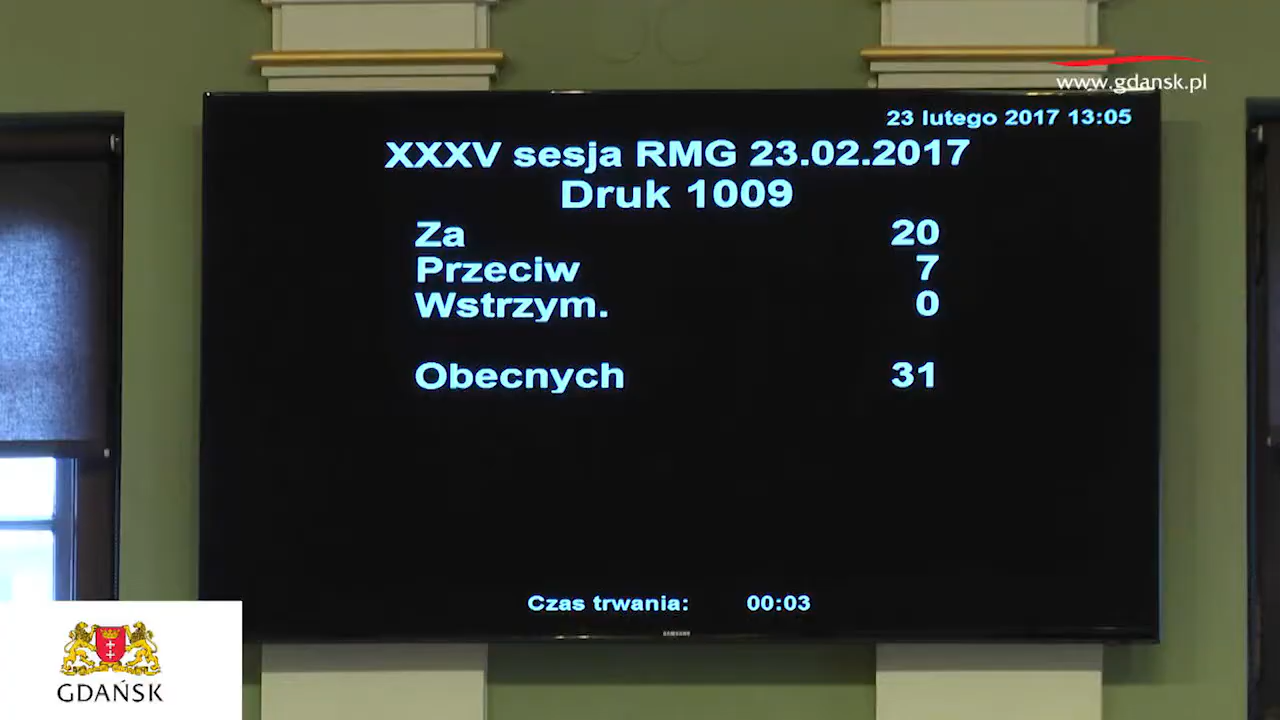 www.gdansk.pl
23 lutego 2017 13:05
XXXV sesja RMG 23.02.2017
Druk 1009
Za 20
Przeciw 7
Wstrzym. 0
Obecnych 31
Czas trwania: 00:03
SAMSUNG
GDAŃSK